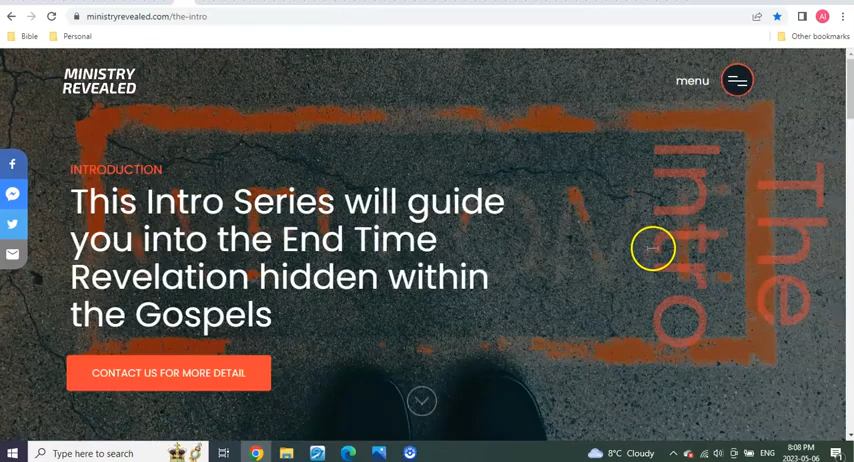 ministryrevealed.com/the-intro
Al
Bible
Personal
Other bookmarks
MINISTRY
REVEALED
menu
INTRODUCTION
This Intro Series will guide
you into the End Time
Revelation hidden within
the Gospels
The
Intro
CONTACT US FOR MORE DETAIL
Type here to search
8°C Cloudy
ENG
8:08 PM
2023-05-06